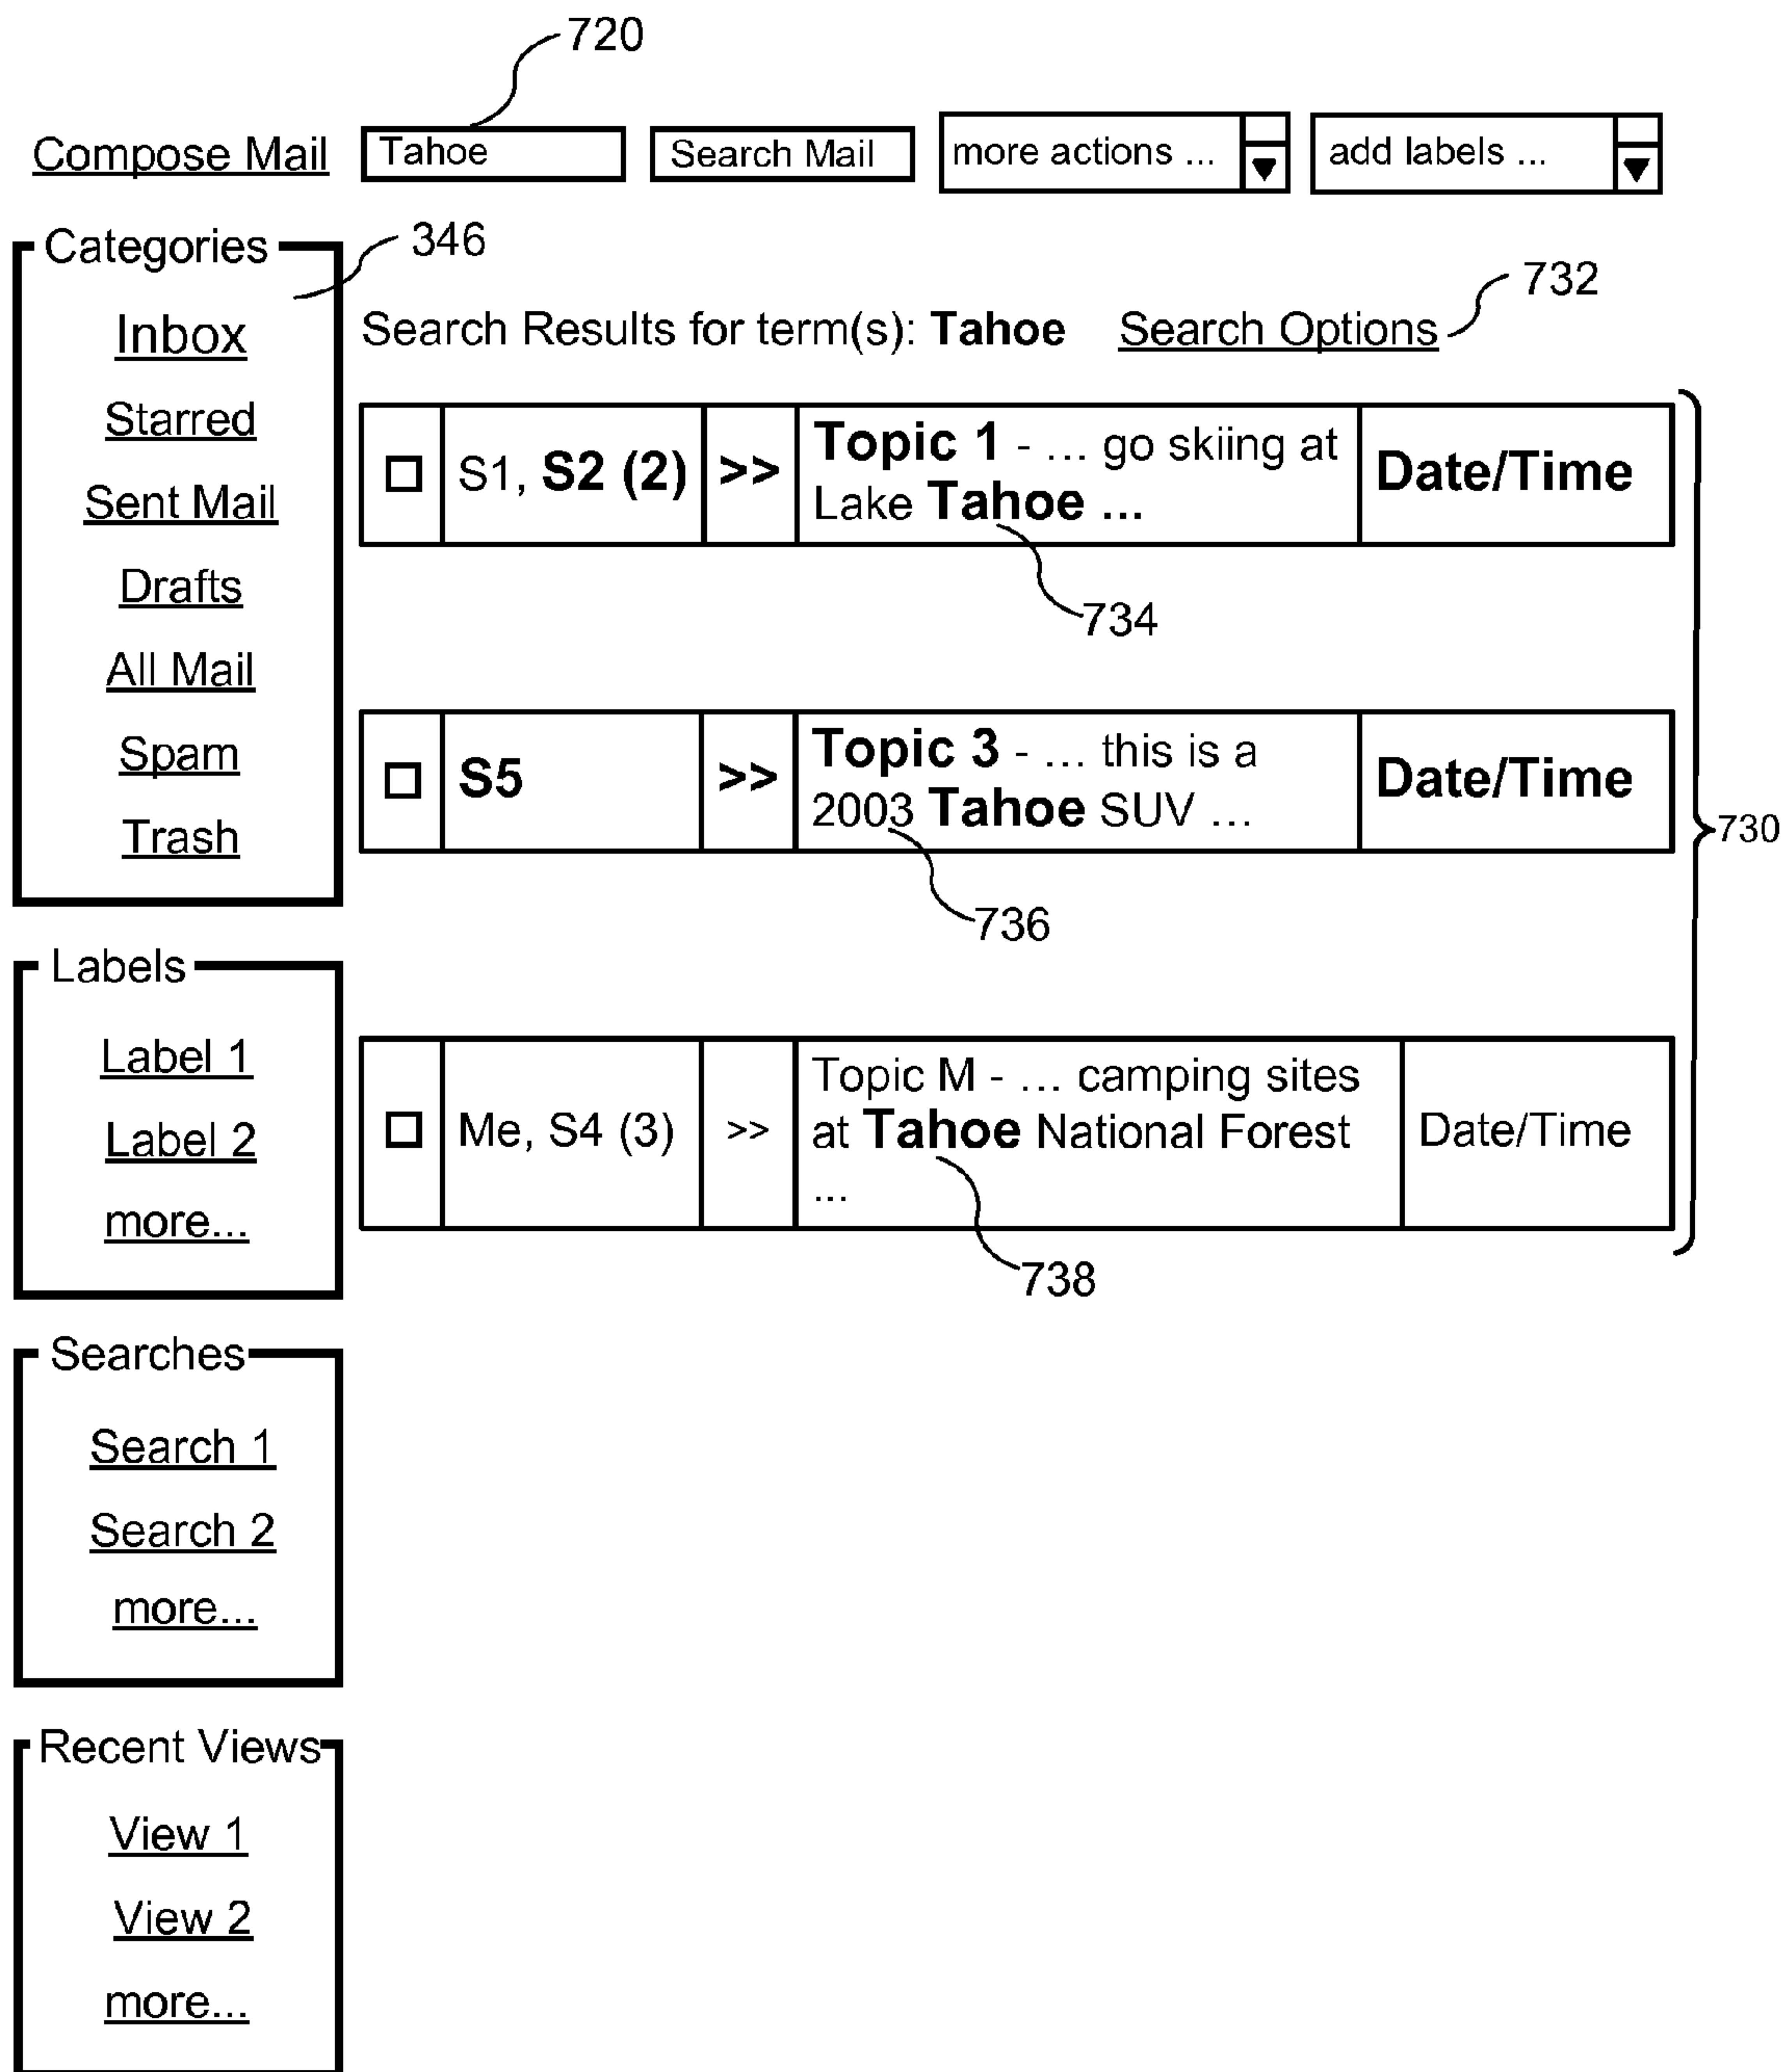 720
Compose Mail Tahoe Search Mail more actions ... add labels ...
Categories
346
Inbox
Starred
Sent Mail
Drafts
All Mail
Spam
Trash
Search Results for term(s): Tahoe Search Options
732
S1, S2 (2) >> Topic 1 - ... go skiing at
Lake Tahoe ...
Date/Time
734
S5 >> Topic 3 - ... this is a
2003 Tahoe SUV ...
Date/Time
736
730
Me, S4 (3) >> Topic M - ... camping sites
at Tahoe National Forest
...
Date/Time
738
Labels
Label 1
Label 2
more...
Searches
Search 1
Search 2
more...
Recent Views
View 1
View 2
more...